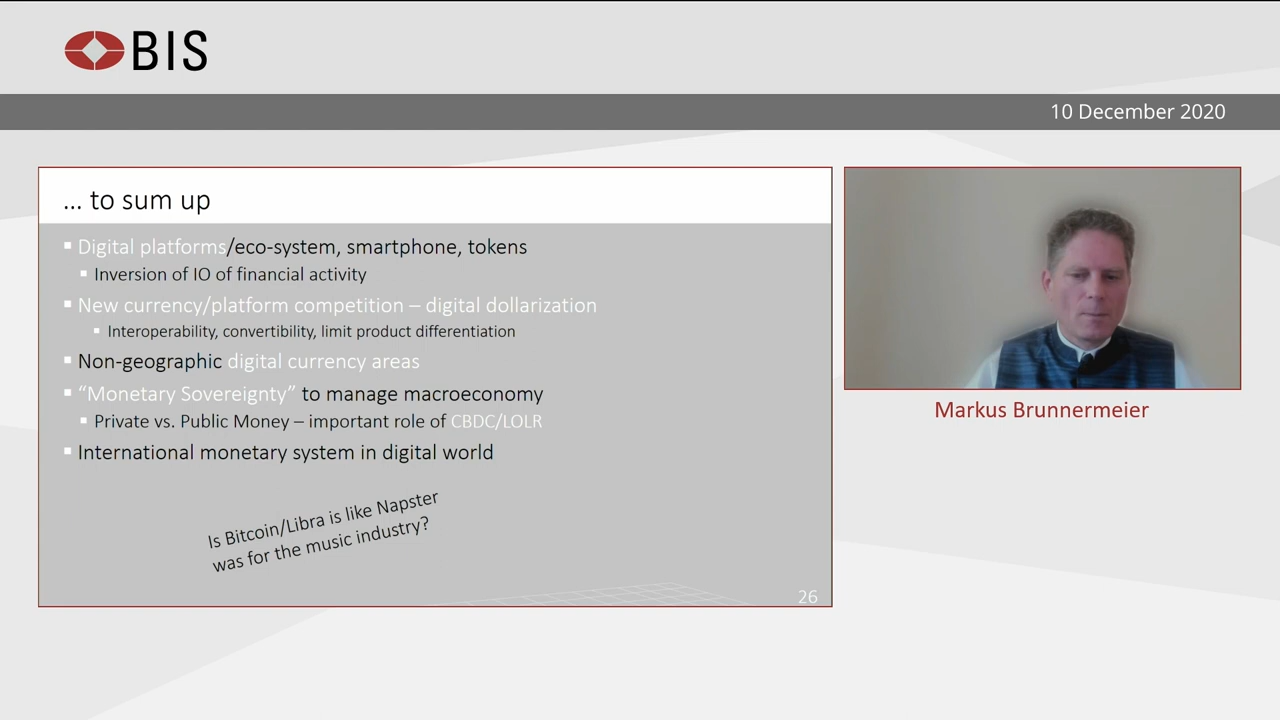 BIS
10 December 2020
... to sum up
Digital platforms/eco-system, smartphone, tokens
Inversion of IO of financial activity
New currency/platform competition – digital dollarization
Interoperability, convertibility, limit product differentiation
Non-geographic digital currency areas
“Monetary Sovereignty” to manage macroeconomy
Private vs. Public Money – important role of CBDC/LOLR
International monetary system in digital world
Is Bitcoin/Libra is like Napster
was for the music industry?
26
Markus Brunnermeier